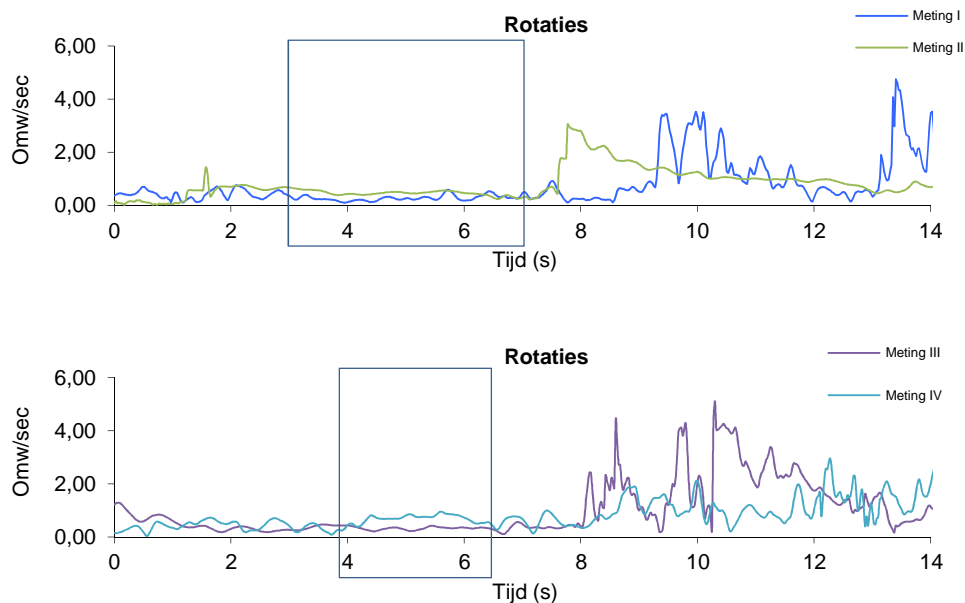 Rotaties
Meting I
Meting II
6,00
4,00
2,00
0,00
Omw/sec
0 2 4 6 8 10 12 14
Tijd (s)
Rotaties
Meting III
Meting IV
6,00
4,00
2,00
0,00
Omw/sec
0 2 4 6 8 10 12 14
Tijd (s)